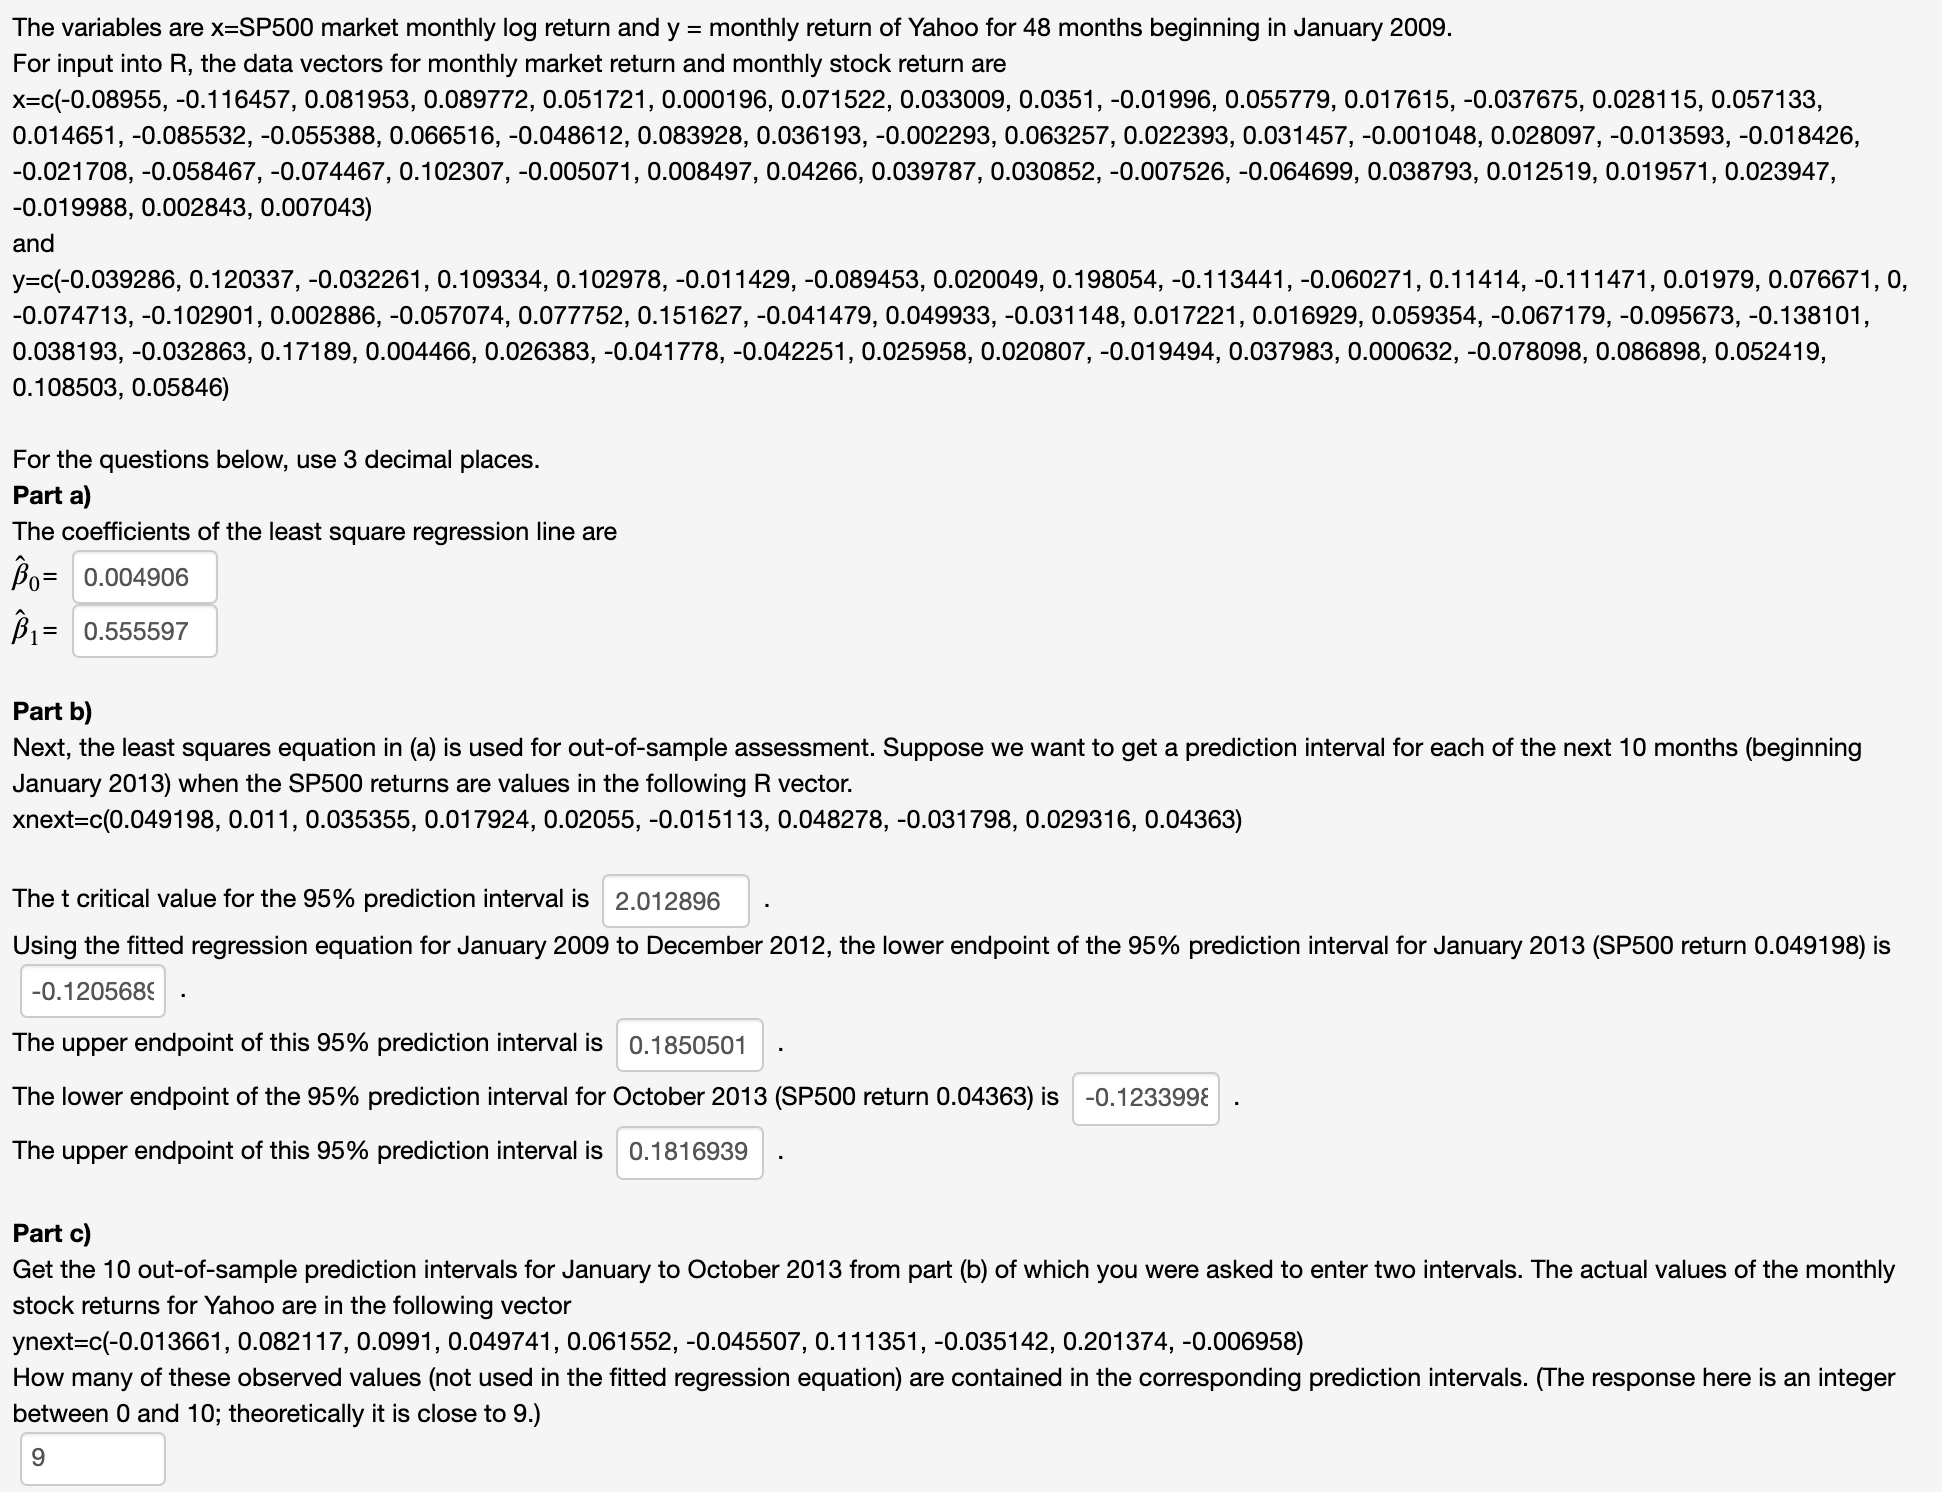 The variables are x=SP500 market monthly log return and y = monthly return of Yahoo for 48 months beginning in January 2009.
For input into R, the data vectors for monthly market return and monthly stock return are
x=c(-0.08955, -0.116457, 0.081953, 0.089772, 0.051721, 0.000196, 0.071522, 0.033009, 0.0351, -0.01996, 0.055779, 0.017615, -0.037675, 0.028115, 0.057133,
0.014651, -0.085532, -0.055388, 0.066516, -0.048612, 0.083928, 0.036193, -0.002293, 0.063257, 0.022393, 0.031457, -0.001048, 0.028097, -0.013593, -0.018426,
-0.021708, -0.058467, -0.074467, 0.102307, -0.005071, 0.008497, 0.04266, 0.039787, 0.030852, -0.007526, -0.064699, 0.038793, 0.012519, 0.019571, 0.023947,
-0.019988, 0.002843, 0.007043)
and
y=c(-0.039286, 0.120337, -0.032261, 0.109334, 0.102978, -0.011429, -0.089453, 0.020049, 0.198054, -0.113441, -0.060271, 0.11414, -0.111471, 0.01979, 0.076671, 0,
-0.074713, -0.102901, 0.002886, -0.057074, 0.077752, 0.151627, -0.041479, 0.049933, -0.031148, 0.017221, 0.016929, 0.059354, -0.067179, -0.095673, -0.138101,
0.038193, -0.032863, 0.17189, 0.004466, 0.026383, -0.041778, -0.042251, 0.025958, 0.020807, -0.019494, 0.037983, 0.000632, -0.078098, 0.086898, 0.052419,
0.108503, 0.05846)
For the questions below, use 3 decimal places.
Part a)
The coefficients of the least square regression line are
β̂₀= 0.004906
β̂₁= 0.555597
Part b)
Next, the least squares equation in (a) is used for out-of-sample assessment. Suppose we want to get a prediction interval for each of the next 10 months (beginning
January 2013) when the SP500 returns are values in the following R vector.
xnext=c(0.049198, 0.011, 0.035355, 0.017924, 0.02055, -0.015113, 0.048278, -0.031798, 0.029316, 0.04363)
The t critical value for the 95% prediction interval is 2.012896 .
Using the fitted regression equation for January 2009 to December 2012, the lower endpoint of the 95% prediction interval for January 2013 (SP500 return 0.049198) is
-0.120568 .
The upper endpoint of this 95% prediction interval is 0.1850501 .
The lower endpoint of the 95% prediction interval for October 2013 (SP500 return 0.04363) is -0.123399 .
The upper endpoint of this 95% prediction interval is 0.1816939 .
Part c)
Get the 10 out-of-sample prediction intervals for January to October 2013 from part (b) of which you were asked to enter two intervals. The actual values of the monthly
stock returns for Yahoo are in the following vector
ynext=c(-0.013661, 0.082117, 0.0991, 0.049741, 0.061552, -0.045507, 0.111351, -0.035142, 0.201374, -0.006958)
How many of these observed values (not used in the fitted regression equation) are contained in the corresponding prediction intervals. (The response here is an integer
between 0 and 10; theoretically it is close to 9.)
9